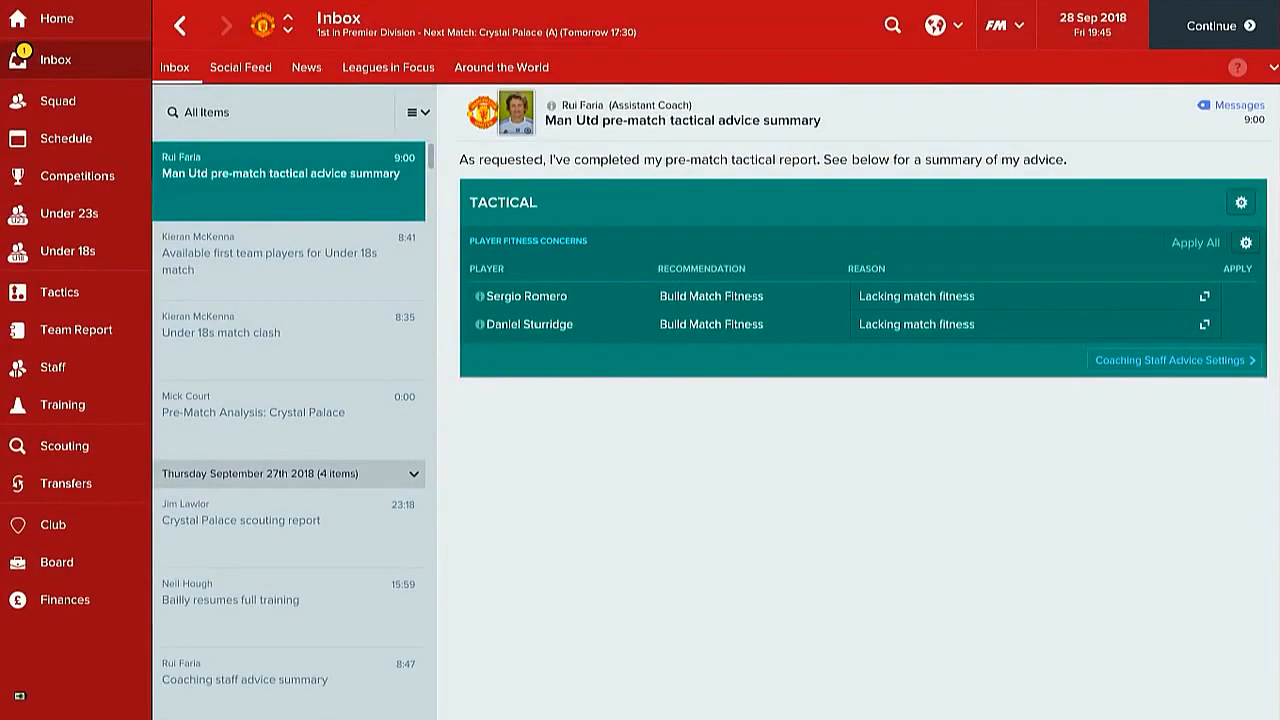 Home
Inbox
1
Squad
Schedule
Competitions
Under 23s
Under 18s
Tactics
Team Report
Staff
Training
Scouting
Transfers
Club
Board
Finances
Inbox
1st in Premier Division - Next Match: Crystal Palace (A) (Tomorrow 17:30)
FM
28 Sep 2018
Fri 19:45
Continue
Inbox
Social Feed
News
Leagues in Focus
Around the World
?
All Items
Rui Faria 9:00
Man Utd pre-match tactical advice summary
Kieran McKenna 8:41
Available first team players for Under 18s
match
Kieran McKenna 8:35
Under 18s match clash
Mick Court 0:00
Pre-Match Analysis: Crystal Palace
Thursday September 27th 2018 (4 items)
Jim Lawlor 23:18
Crystal Palace scouting report
Neil Hough 15:59
Bailly resumes full training
Rui Faria 8:47
Coaching staff advice summary
Rui Faria (Assistant Coach)
Man Utd pre-match tactical advice summary
Messages
9:00
As requested, I've completed my pre-match tactical report. See below for a summary of my advice.
TACTICAL
PLAYER FITNESS CONCERNS
Apply All
PLAYER RECOMMENDATION REASON APPLY
Sergio Romero Build Match Fitness Lacking match fitness
Daniel Sturridge Build Match Fitness Lacking match fitness
Coaching Staff Advice Settings >